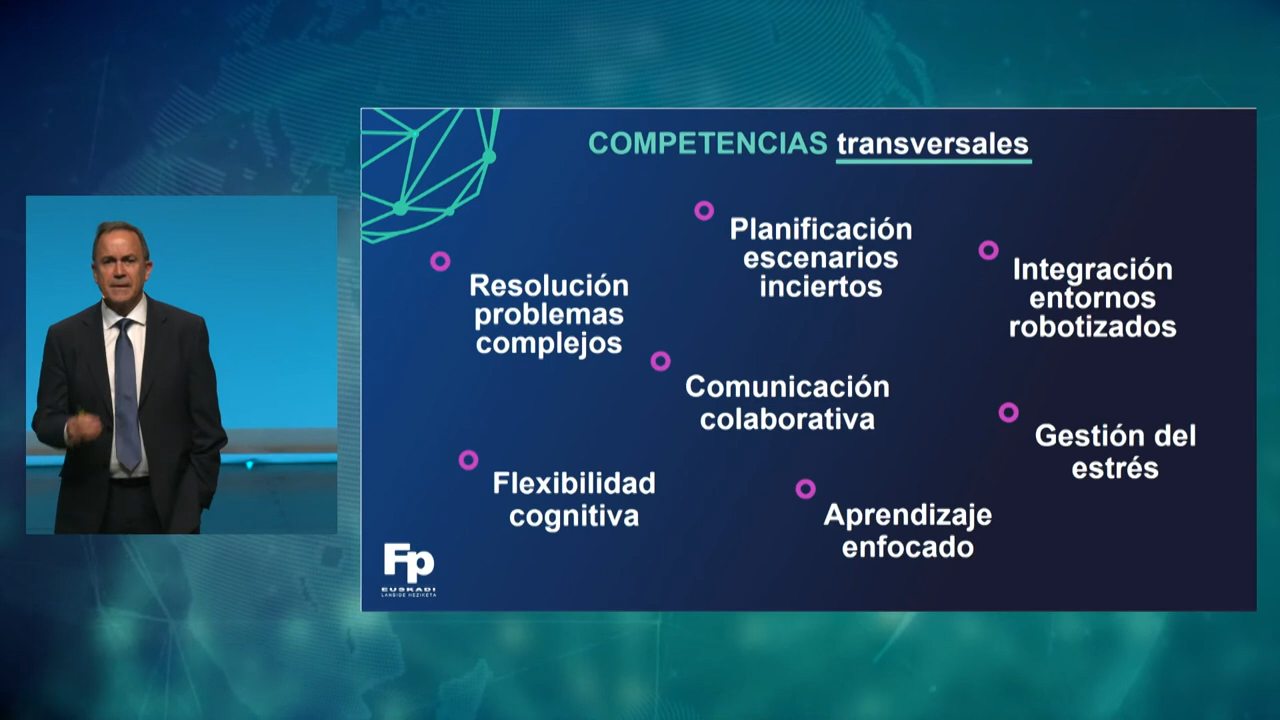 COMPETENCIAS transversales
Planificación
escenarios
inciertos
Integración
entornos
robotizados
Resolución
problemas
complejos
Comunicación
colaborativa
Gestión del
estrés
Flexibilidad
cognitiva
Aprendizaje
enfocado
Fp
EUSKADI
LANBIDE HEZIKETA